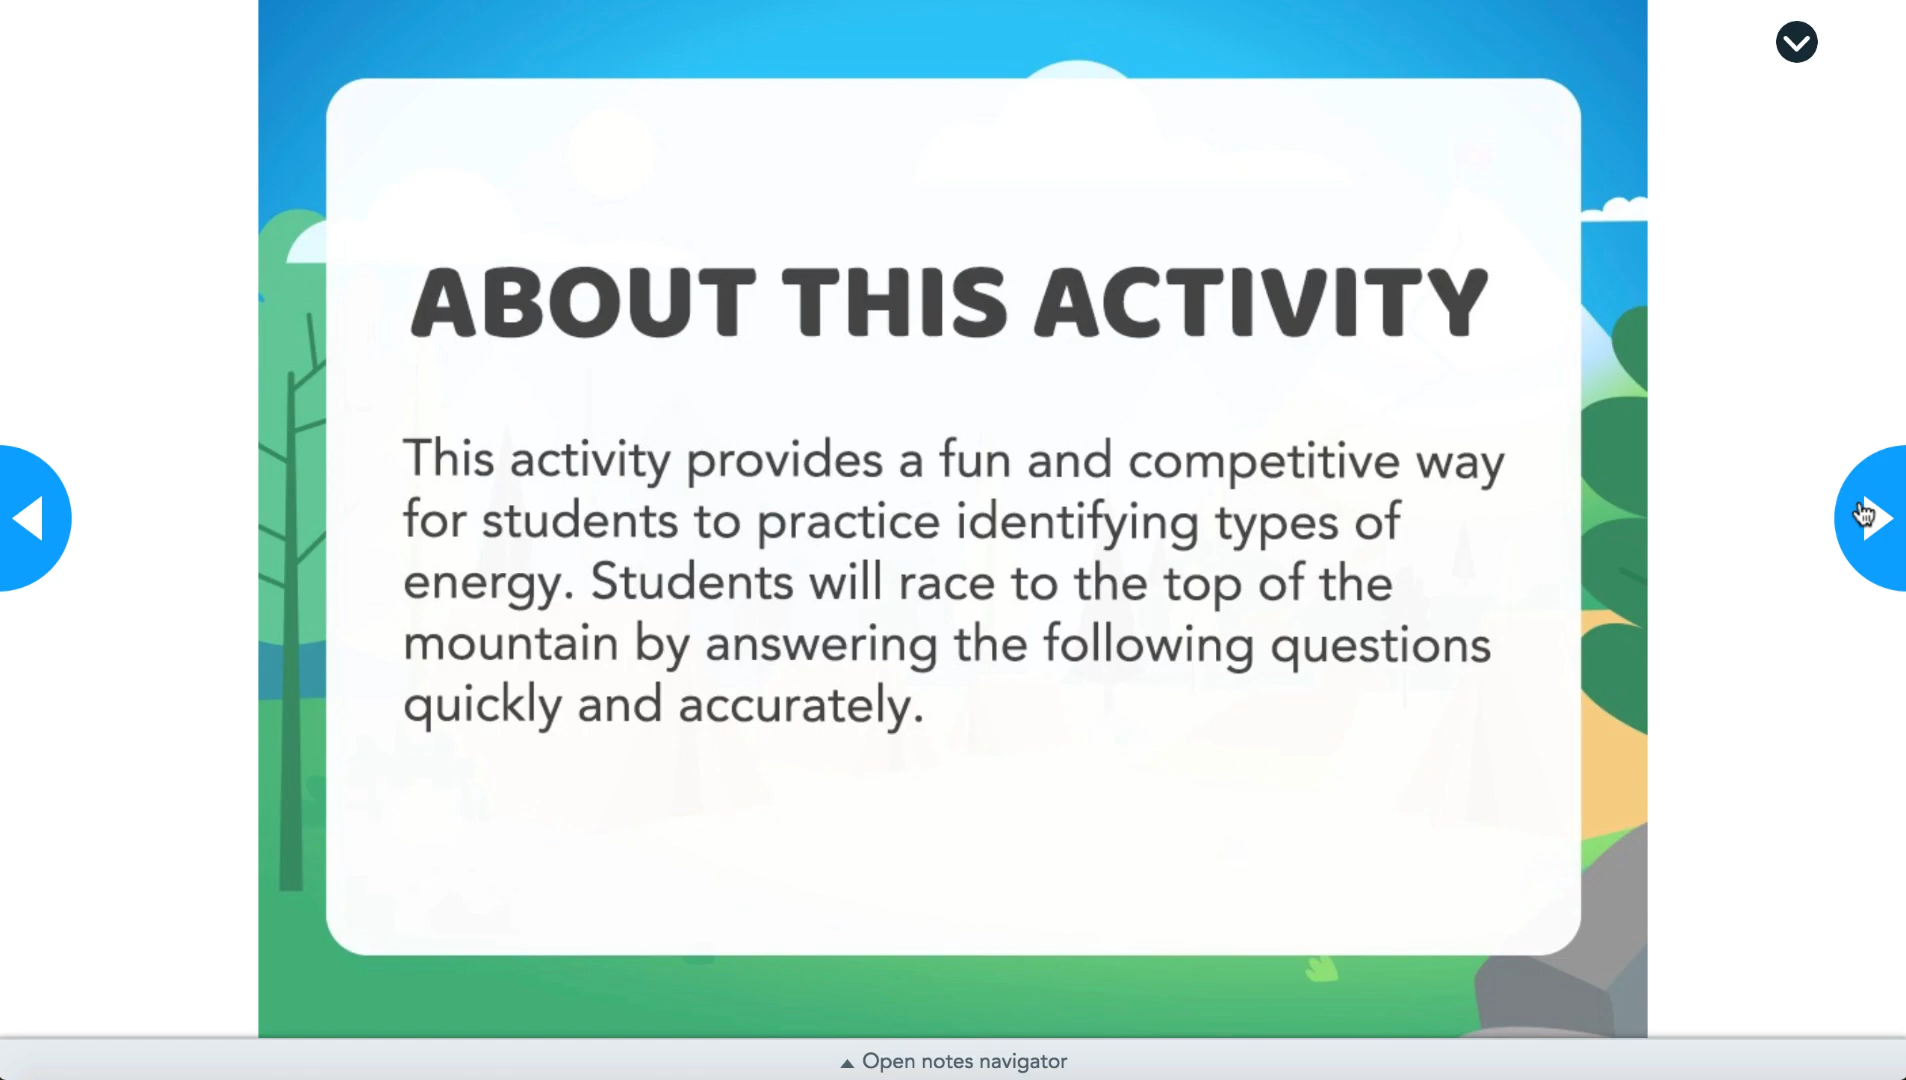 ABOUT THIS ACTIVITY
This activity provides a fun and competitive way
for students to practice identifying types of
energy. Students will race to the top of the
mountain by answering the following questions
quickly and accurately.
Open notes navigator